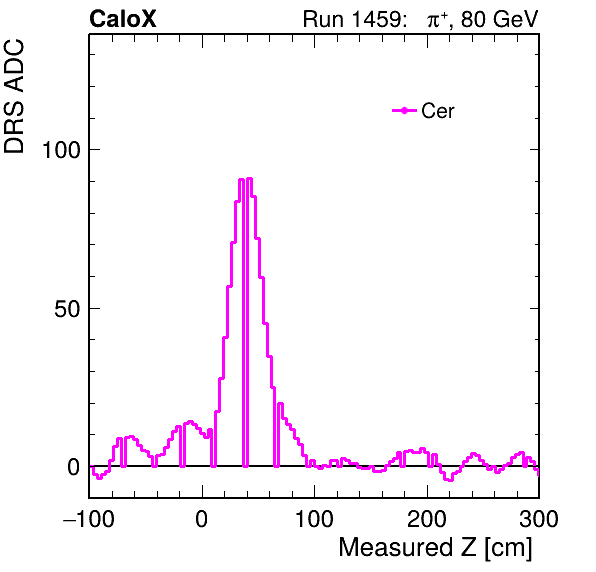 CaloX Run 1459: π⁺, 80 GeV
DRS ADC
Cer
100
50
0
−100 0 100 200 300
Measured Z [cm]